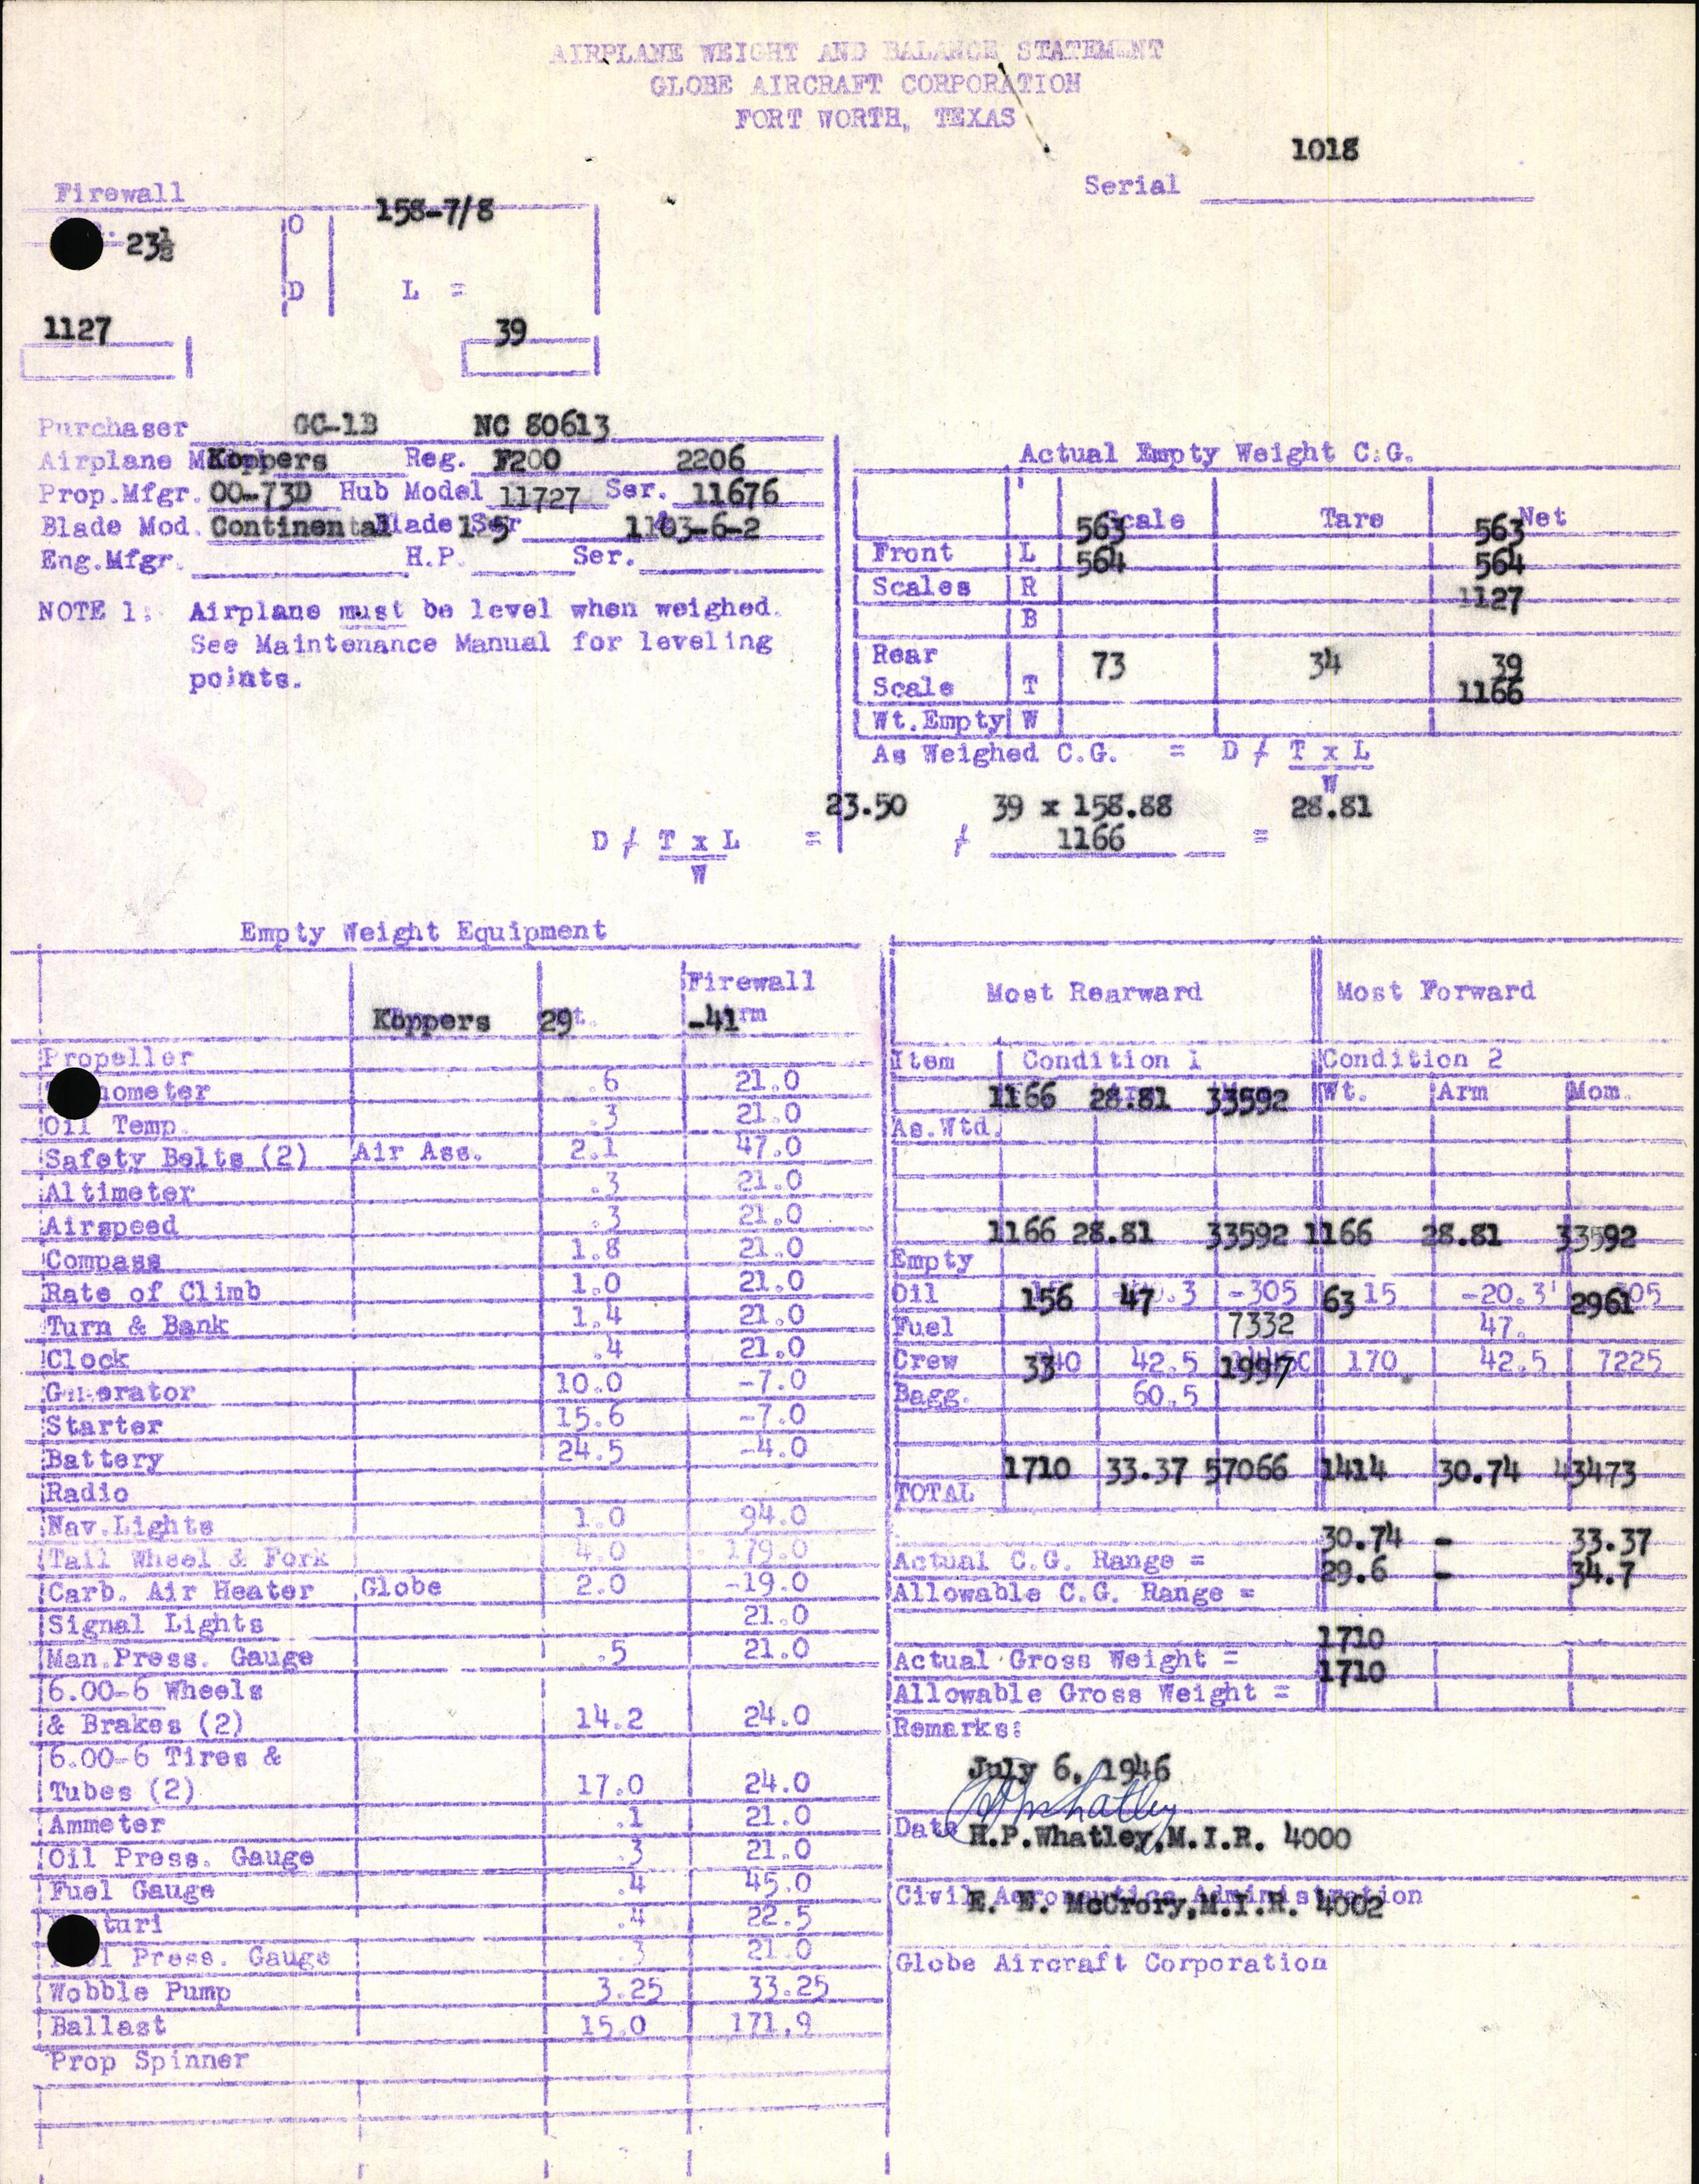 AIRPLANE WEIGHT AND BALANCE STATEMENT
GLOBE AIRCRAFT CORPORATION
FORT WORTH, TEXAS
1018
Serial
Firewall
158-7/8
23½
O
D L =
1127 39
Purchaser GC-1B NC 80613
Airplane Koppers Reg. F200 2206
Prop.Mfgr. 00-73D Hub Model 11727 Ser. 11676
Blade Mod. Continental Blade Ser 1103-6-2
Eng.Mfgr. H.P. Ser.
NOTE 1: Airplane must be level when weighed.
See Maintenance Manual for leveling
points.
Actual Empty Weight C.G.
Scale Tare Net
563 563
Front L 564 564
Scales R 1127
B
Rear 73 34 39
Scale T 1166
Wt.Empty W
As Weighed C.G. = D + T x L
W
23.50 39 x 158.88 28.81
D + T x L = + 1166 =
W
Empty Weight Equipment
Firewall
Koppers 29 -41
Propeller
.6 21.0
Oil Temp. .3 21.0
Safety Belts (2) Air Ass. 2.1 47.0
Altimeter .3 21.0
Airspeed .3 21.0
Compass 1.8 21.0
Rate of Climb 1.0 21.0
Turn & Bank 1.4 21.0
Clock .4 21.0
Generator 10.0 -7.0
Starter 15.6 -7.0
Battery 24.5 -4.0
Radio
Nav.Lights 1.0 94.0
Tail Wheel & Fork 4.0 179.0
Carb. Air Heater Globe 2.0 -19.0
Signal Lights 21.0
Man.Press. Gauge .5 21.0
6.00-6 Wheels
& Brakes (2) 14.2 24.0
6.00-6 Tires &
Tubes (2) 17.0 24.0
Ammeter .1 21.0
Oil Press. Gauge .3 21.0
Fuel Gauge .4 45.0
.4 22.5
Press. Gauge .3 21.0
Wobble Pump 3.25 33.25
Ballast 15.0 171.9
Prop Spinner
Most Rearward Most Forward
Item Condition 1 Condition 2
1166 28.81 33592 Wt. Arm Mom.
As.Wtd.
1166 28.81 33592 1166 28.81 33592
Empty
Oil 156 47 -305 63 15 -20.3 2961
Fuel 7332 47.
Crew 33 42.5 1997 170 42.5 7225
Bagg. 60.5
1710 33.37 57066 1414 30.74 43473
TOTAL
30.74 - 33.37
Actual C.G. Range =
29.6 - 34.7
Allowable C.G. Range =
1710
Actual Gross Weight =
1710
Allowable Gross Weight =
Remarks:
July 6, 1946
Date
H.P.Whatley,M.I.R. 4000
Civil Aeronautics Administration
E. E. McCrory,M.I.R. 4002
Globe Aircraft Corporation